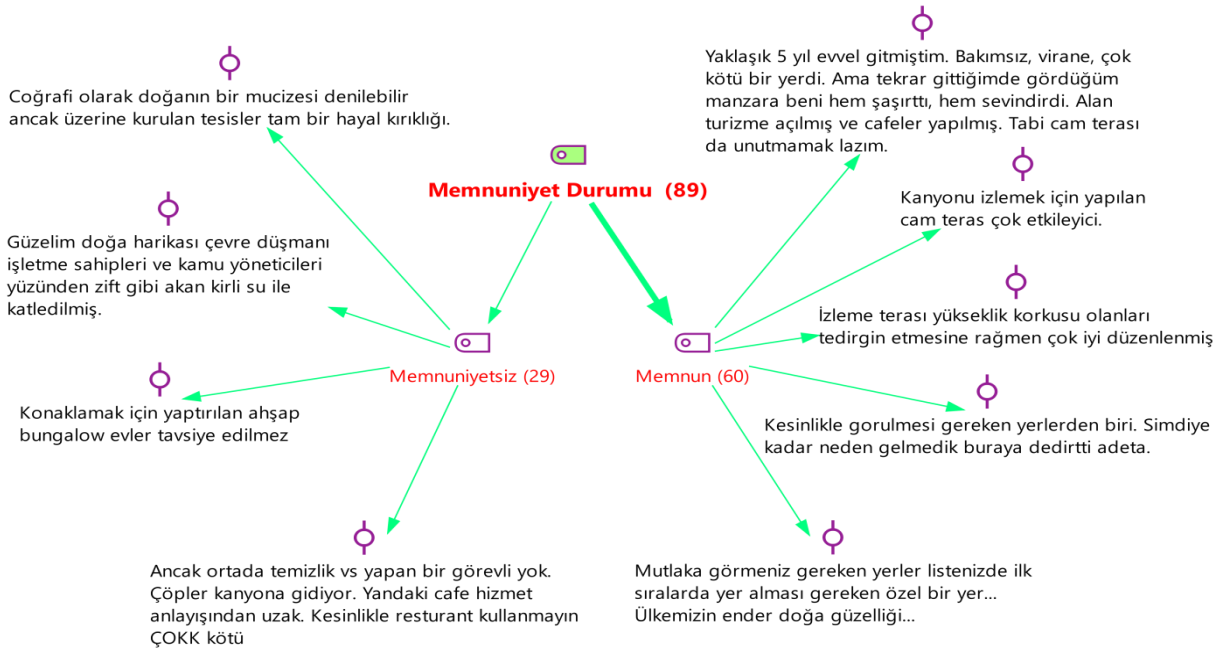 Yaklaşık 5 yıl evvel gitmiştim. Bakımsız, virane, çok
kötü bir yerdi. Ama tekrar gittiğimde gördüğüm
manzara beni hem şaşırttı, hem sevindirdi. Alan
turizme açılmış ve cafeler yapılmış. Tabi cam terası
da unutmamak lazım.
Coğrafi olarak doğanın bir mucizesi denilebilir
ancak üzerine kurulan tesisler tam bir hayal kırıklığı.
Memnuniyet Durumu (89)
Kanyonu izlemek için yapılan
cam teras çok etkileyici.
Güzelim doğa harikası çevre düşmanı
işletme sahipleri ve kamu yöneticileri
yüzünden zift gibi akan kirli su ile
katledilmiş.
İzleme terası yükseklik korkusu olanları
tedirgin etmesine rağmen çok iyi düzenlenmiş
Memnuniyetsiz (29)
Memnun (60)
Konaklamak için yaptırılan ahşap
bungalow evler tavsiye edilmez
Kesinlikle gorulmesi gereken yerlerden biri. Simdiye
kadar neden gelmedik buraya dedirtti adeta.
Ancak ortada temizlik vs yapan bir görevli yok.
Çöpler kanyona gidiyor. Yandaki cafe hizmet
anlayışından uzak. Kesinlikle resturant kullanmayın
ÇOKK kötü
Mutlaka görmeniz gereken yerler listenizde ilk
sıralarda yer alması gereken özel bir yer...
Ülkemizin ender doğa güzelliği...